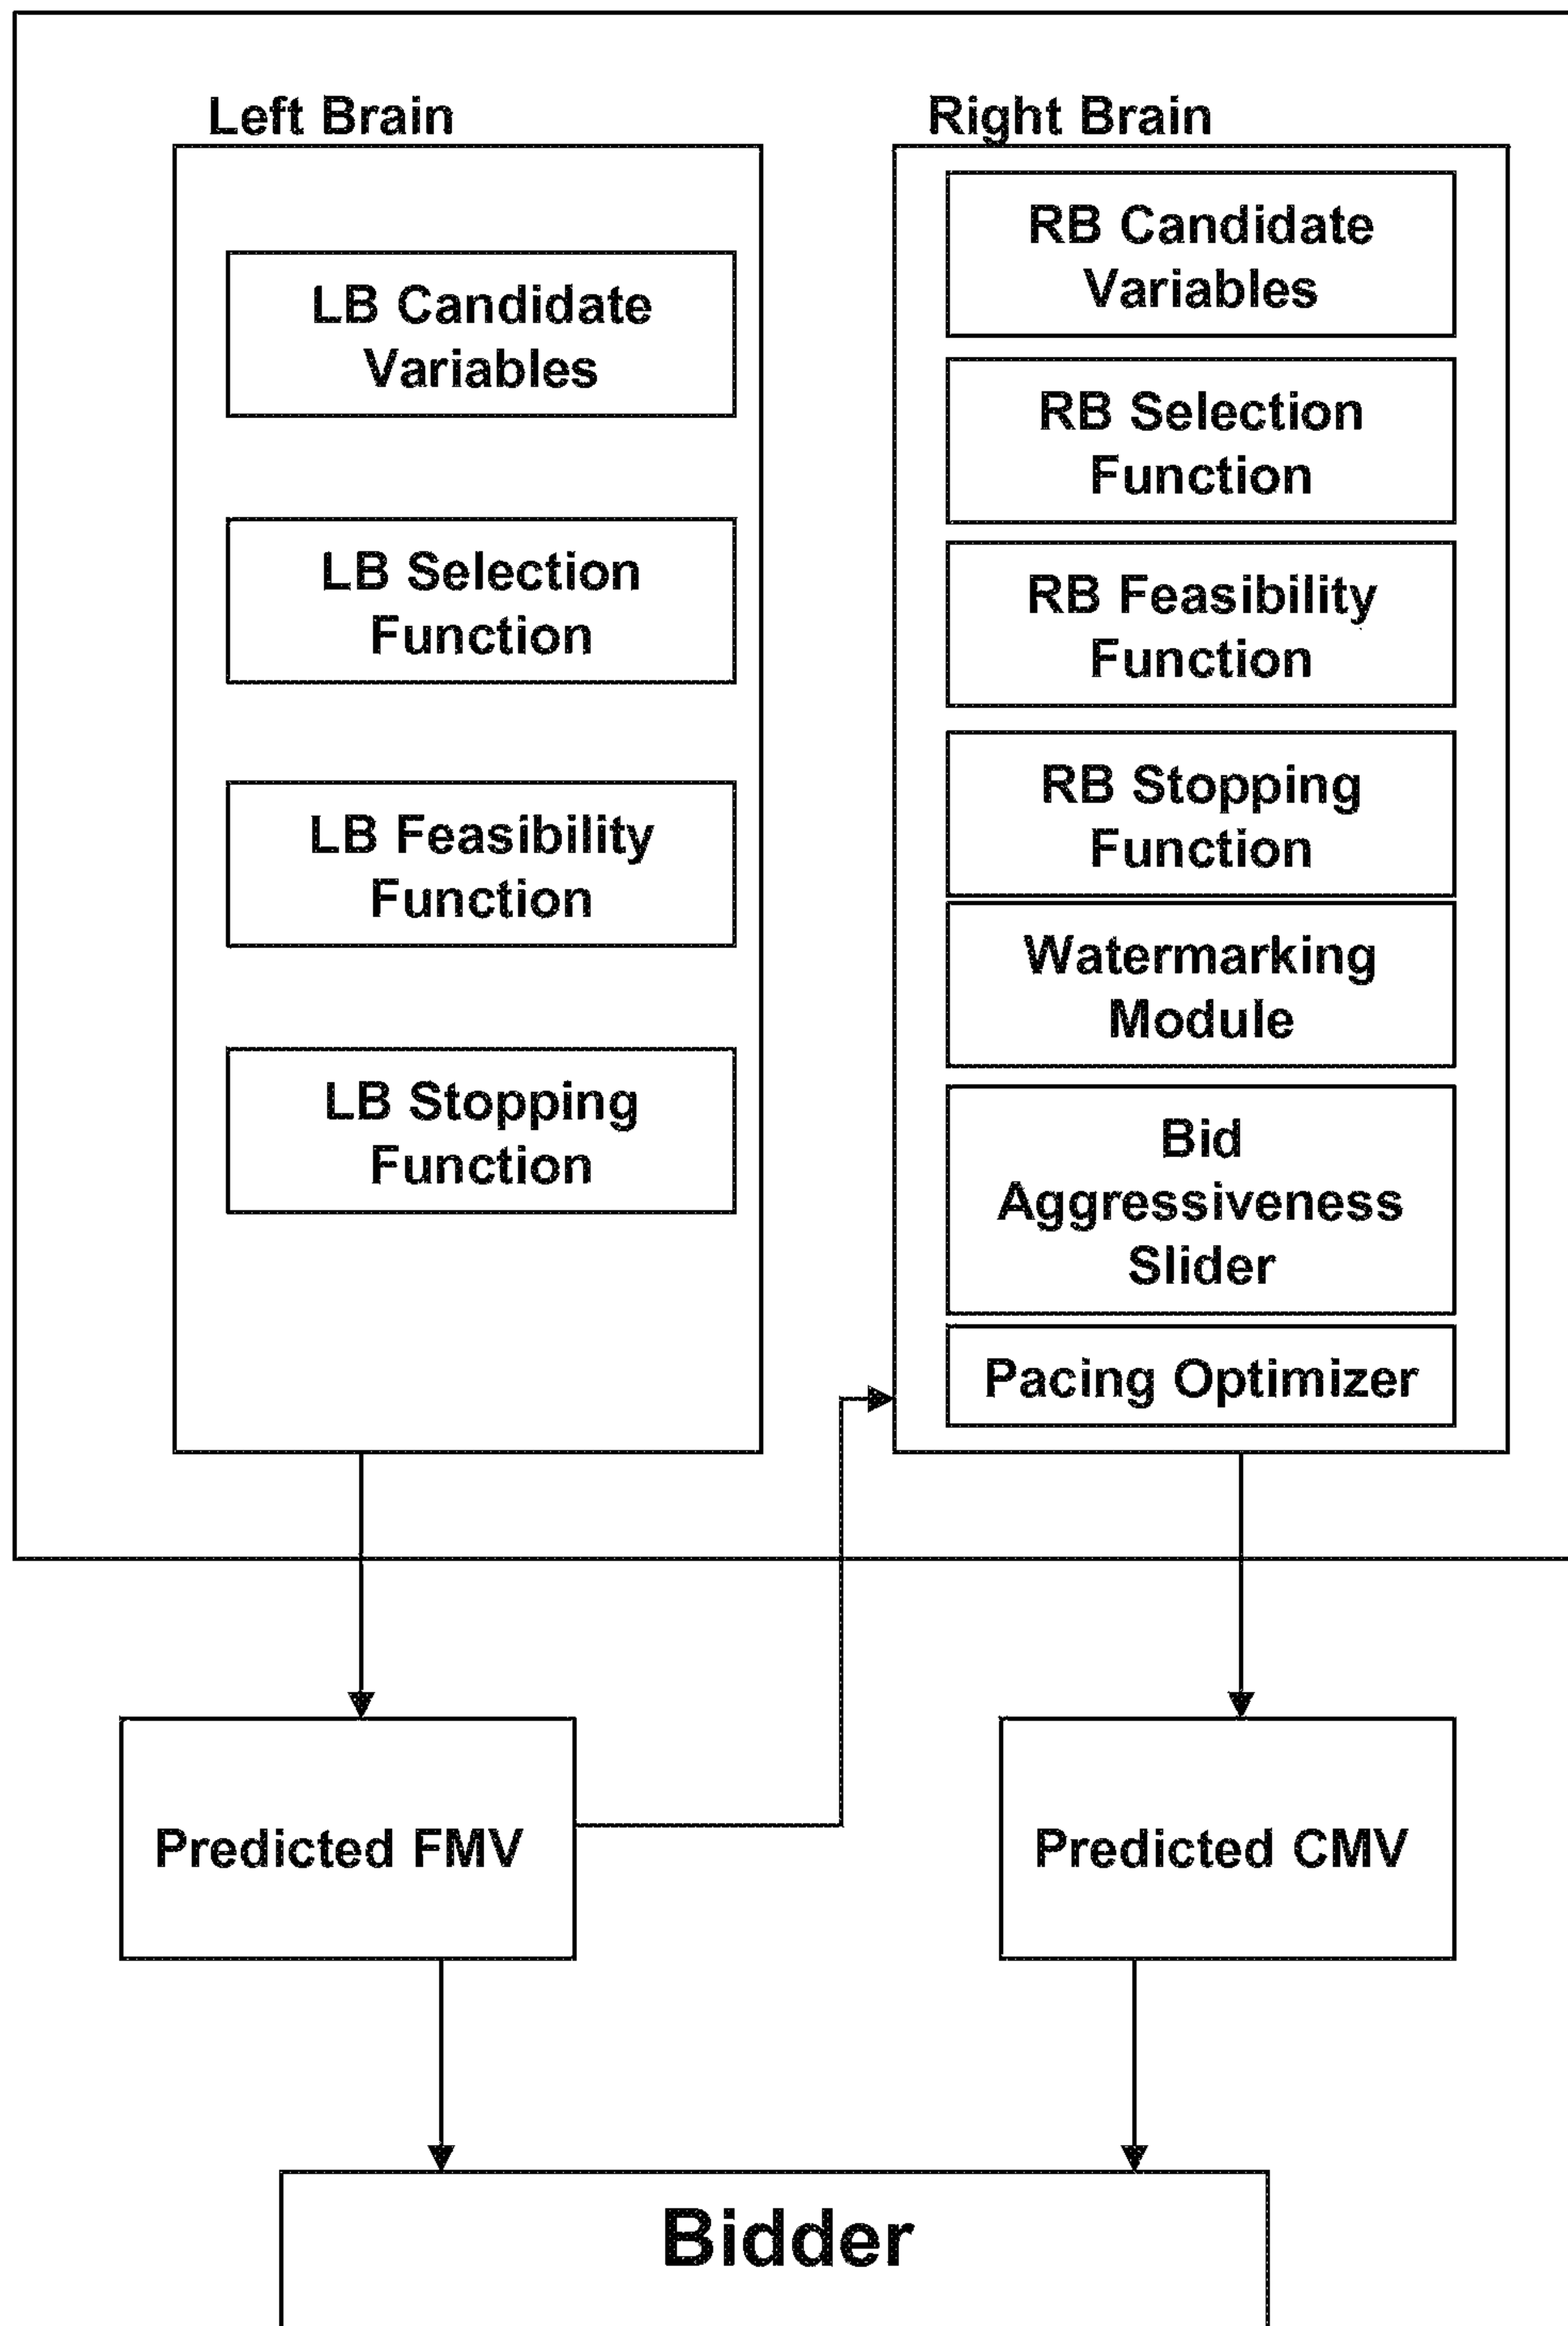 Left Brain
LB Candidate
Variables
LB Selection
Function
LB Feasibility
Function
LB Stopping
Function
Right Brain
RB Candidate
Variables
RB Selection
Function
RB Feasibility
Function
RB Stopping
Function
Watermarking
Module
Bid
Aggressiveness
Slider
Pacing Optimizer
Predicted FMV
Predicted CMV
Bidder